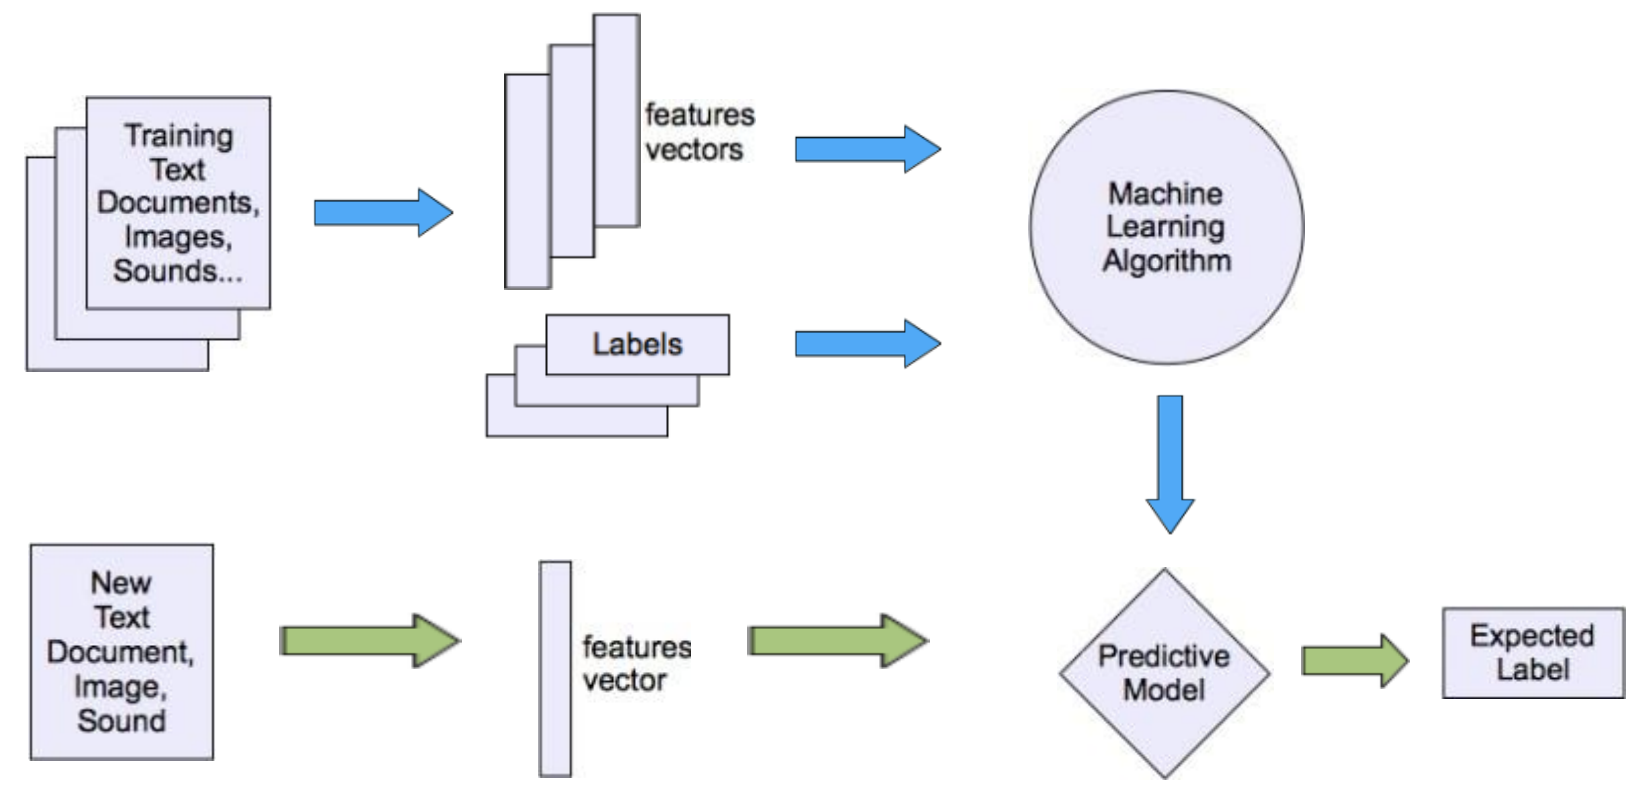 Training
Text
Documents,
Images,
Sounds...
features
vectors
Labels
Machine
Learning
Algorithm
New
Text
Document,
Image,
Sound
features
vector
Predictive
Model
Expected
Label